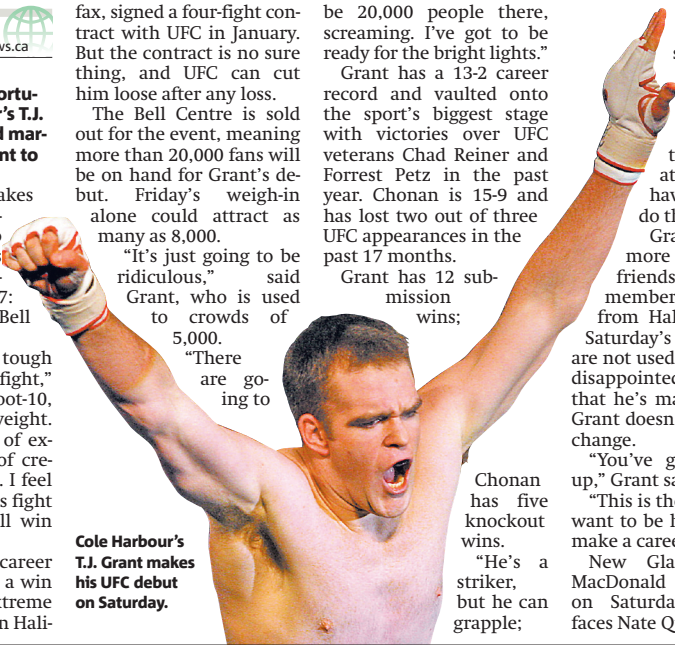 vs.ca
ortu-
r's T.J.
d mar-
nt to
akes
7:
Bell
tough
fight,"
oot-10,
weight.
of ex-
of cre-
. I feel
s fight
ll win
career
a win
xtreme
n Hali-
fax, signed a four-fight con-
tract with UFC in January.
But the contract is no sure
thing, and UFC can cut
him loose after any loss.
The Bell Centre is sold
out for the event, meaning
more than 20,000 fans will
be on hand for Grant's de-
but. Friday's weigh-in
alone could attract as
many as 8,000.
"It's just going to be
ridiculous," said
Grant, who is used
to crowds of
5,000.
"There
are go-
ing to
Cole Harbour's
T.J. Grant makes
his UFC debut
on Saturday.
be 20,000 people there,
screaming. I've got to be
ready for the bright lights."
Grant has a 13-2 career
record and vaulted onto
the sport's biggest stage
with victories over UFC
veterans Chad Reiner and
Forrest Petz in the past
year. Chonan is 15-9 and
has lost two out of three
UFC appearances in the
past 17 months.
Grant has 12 sub-
mission
wins;
Chonan
has five
knockout
wins.
"He's a
striker,
but he can
grapple;
s
t
at
hav
do th
Gra
more
friends
member
from Hal
Saturday's
are not used
disappointed
that he's ma
Grant doesn
change.
"You've g
up," Grant sa
"This is the
want to be h
make a caree
New Gla
MacDonald
on Saturda
faces Nate Q